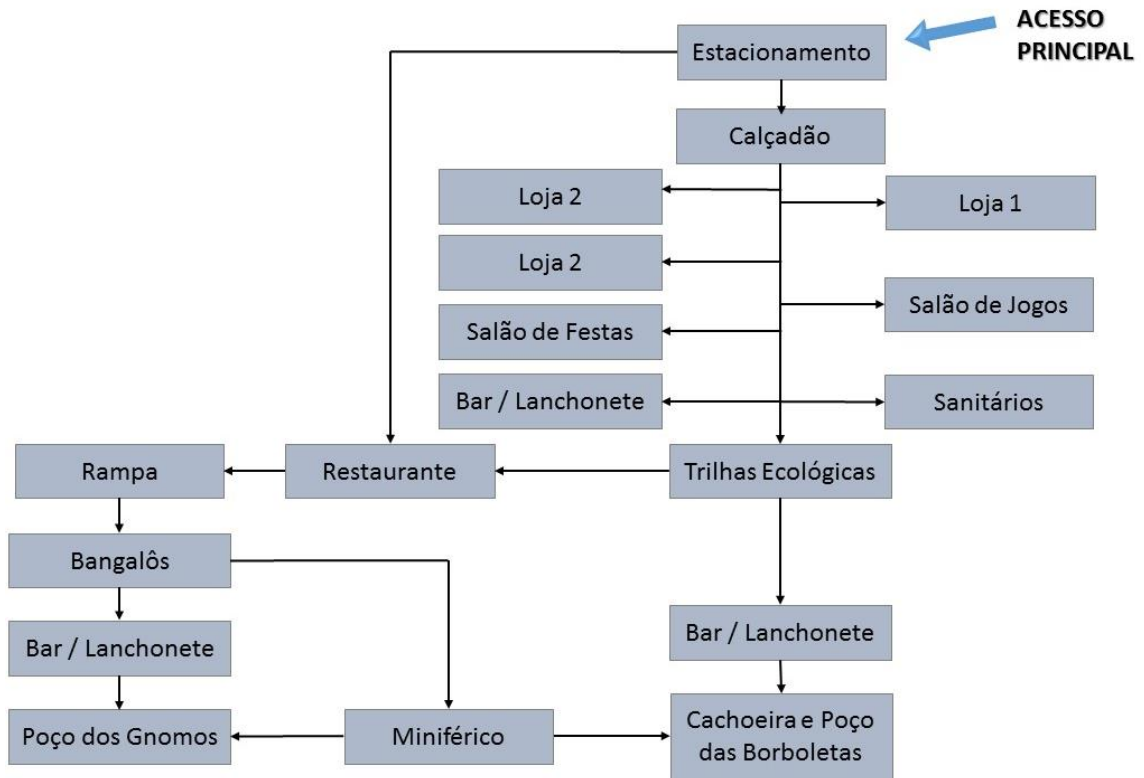 ACESSO
PRINCIPAL
Estacionamento
Calçadão
Loja 2
Loja 1
Loja 2
Salão de Jogos
Salão de Festas
Bar / Lanchonete
Sanitários
Rampa
Restaurante
Trilhas Ecológicas
Bangalôs
Bar / Lanchonete
Bar / Lanchonete
Poço dos Gnomos
Miniférico
Cachoeira e Poço
das Borboletas